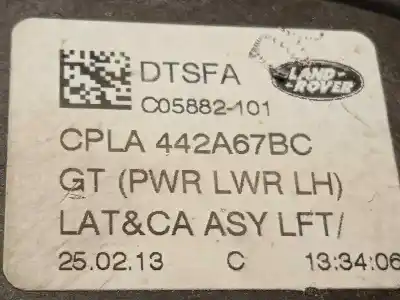 DTSFA
LAND-
-ROVER
C05882-101
CPLA 442A67BC
GT (PWR LWR LH)
LAT&CA ASY LFT/
25.02.13 C 13:34:06